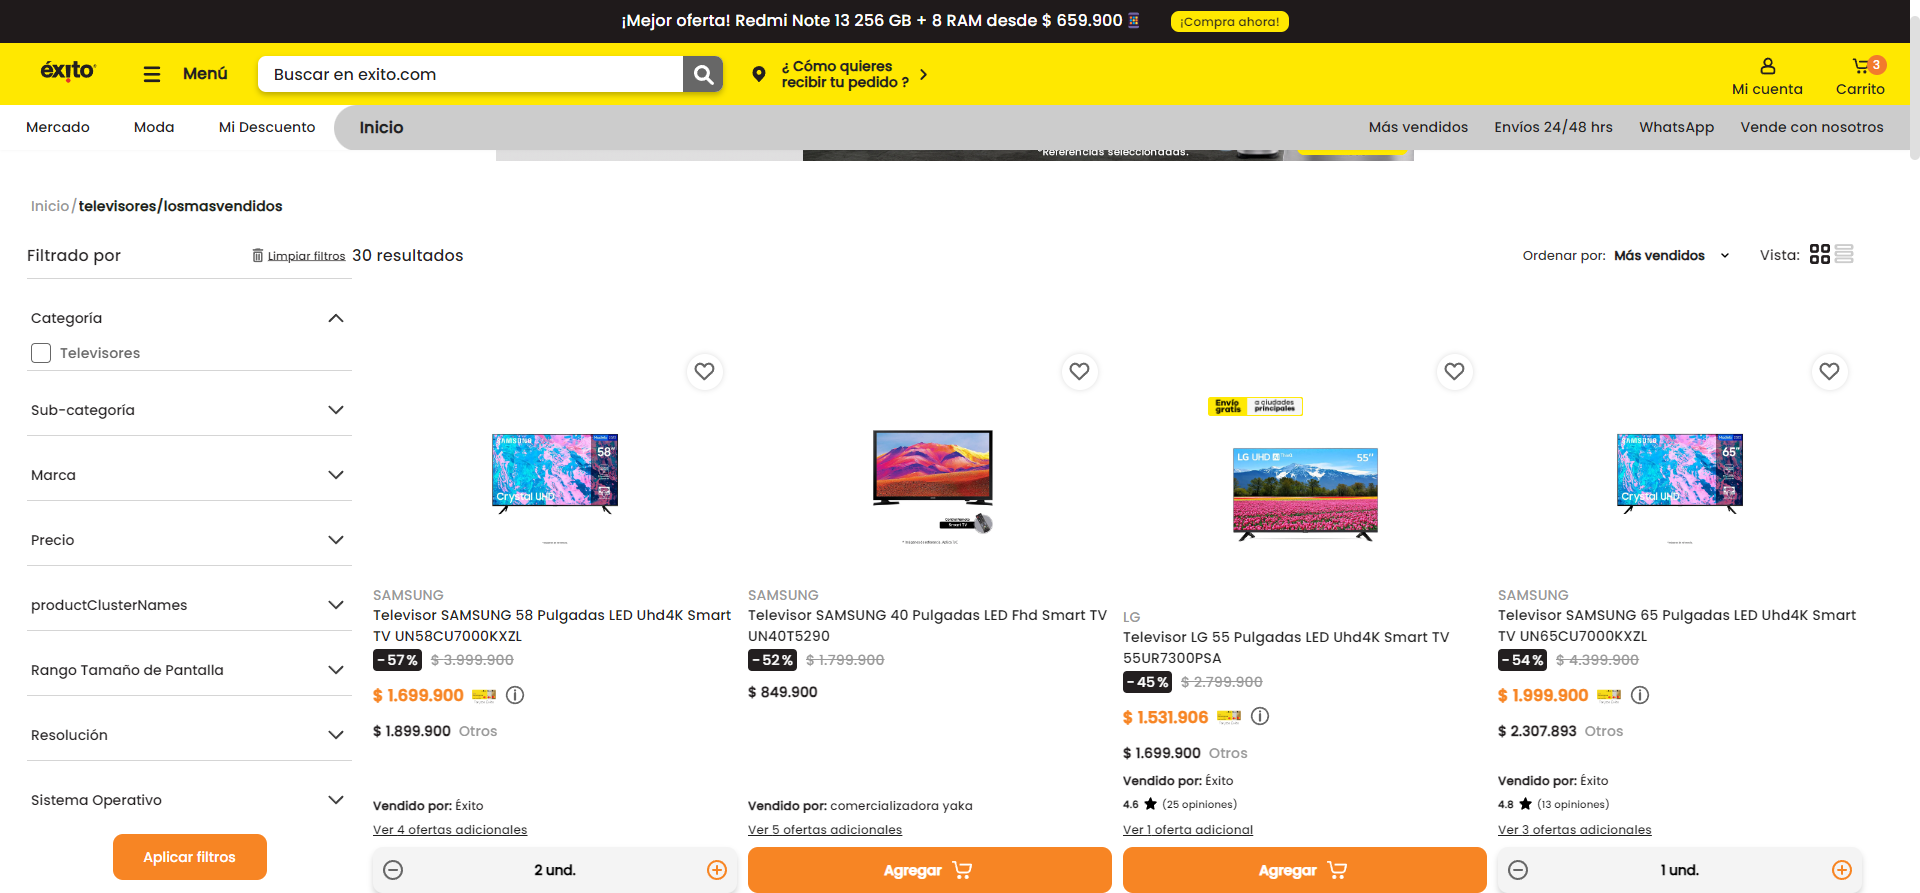 ¡Mejor oferta! Redmi Note 13 256 GB + 8 RAM desde $ 659.900
¡Compra ahora!
éxito
Menú
Buscar en exito.com
¿ Cómo quieres
recibir tu pedido ?
Mi cuenta
3
Carrito
Mercado
Moda
Mi Descuento
Inicio
Más vendidos
Envíos 24/48 hrs
WhatsApp
Vende con nosotros
*Referencias seleccionadas.
Inicio/televisores/losmasvendidos
Filtrado por
Limpiar filtros
30 resultados
Ordenar por: Más vendidos
Vista:
Categoría
Televisores
Sub-categoría
Marca
Precio
productClusterNames
Rango Tamaño de Pantalla
Resolución
Sistema Operativo
Aplicar filtros
SAMSUNG
58"
Crystal UHD
SAMSUNG
Televisor SAMSUNG 58 Pulgadas LED Uhd4K Smart
TV UN58CU7000KXZL
-57% $ 3.999.900
$ 1.699.900
$ 1.899.900 Otros
Vendido por: Éxito
Ver 4 ofertas adicionales
2 und.
Smart TV
SAMSUNG
Televisor SAMSUNG 40 Pulgadas LED Fhd Smart TV
UN40T5290
-52% $ 1.799.900
$ 849.900
Vendido por: comercializadora yaka
Ver 5 ofertas adicionales
Agregar
Envío
gratis
a ciudades
principales
LG UHD AI ThinQ
55"
LG
Televisor LG 55 Pulgadas LED Uhd4K Smart TV
55UR7300PSA
-45% $ 2.799.900
$ 1.531.906
$ 1.699.900 Otros
Vendido por: Éxito
4.6 ★ (25 opiniones)
Ver 1 oferta adicional
Agregar
SAMSUNG
65"
Crystal UHD
SAMSUNG
Televisor SAMSUNG 65 Pulgadas LED Uhd4K Smart
TV UN65CU7000KXZL
-54% $ 4.399.900
$ 1.999.900
$ 2.307.893 Otros
Vendido por: Éxito
4.8 ★ (13 opiniones)
Ver 3 ofertas adicionales
1 und.